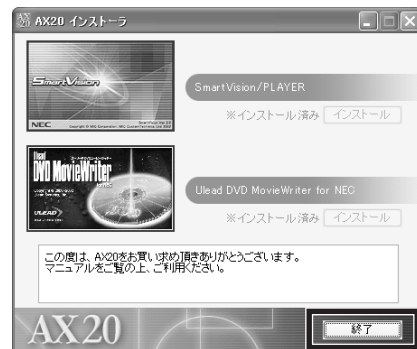 AX20 インストーラ
SmartVision
NEC
SmartVision/PLAYER
※インストール済み インストール
Ulead
DVD MovieWriter
for NEC
ULEAD
Ulead DVD MovieWriter for NEC
※インストール済み インストール
この度は、AX20をお買い求め頂きありがとうございます。
マニュアルをご覧の上、ご利用ください。
AX20
終了